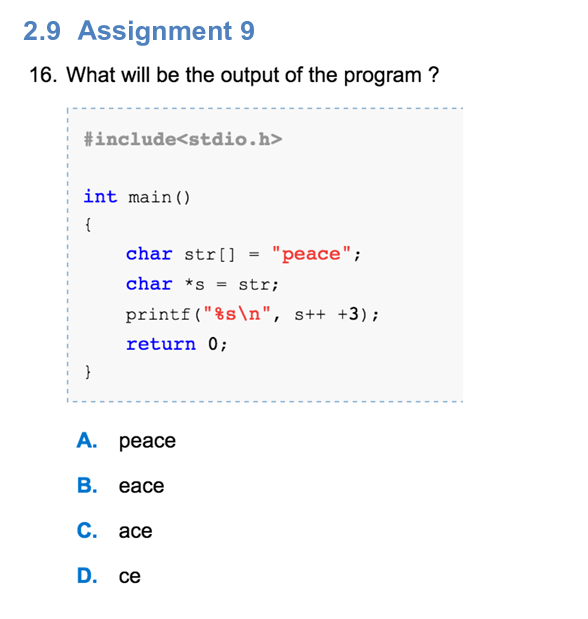 2.9 Assignment 9
16. What will be the output of the program ?
#include<stdio.h>
int main()
{
char str[] = "peace";
char *s = str;
printf("%s\n", s++ +3);
return 0;
}
A. peace
B. eace
C. ace
D. ce